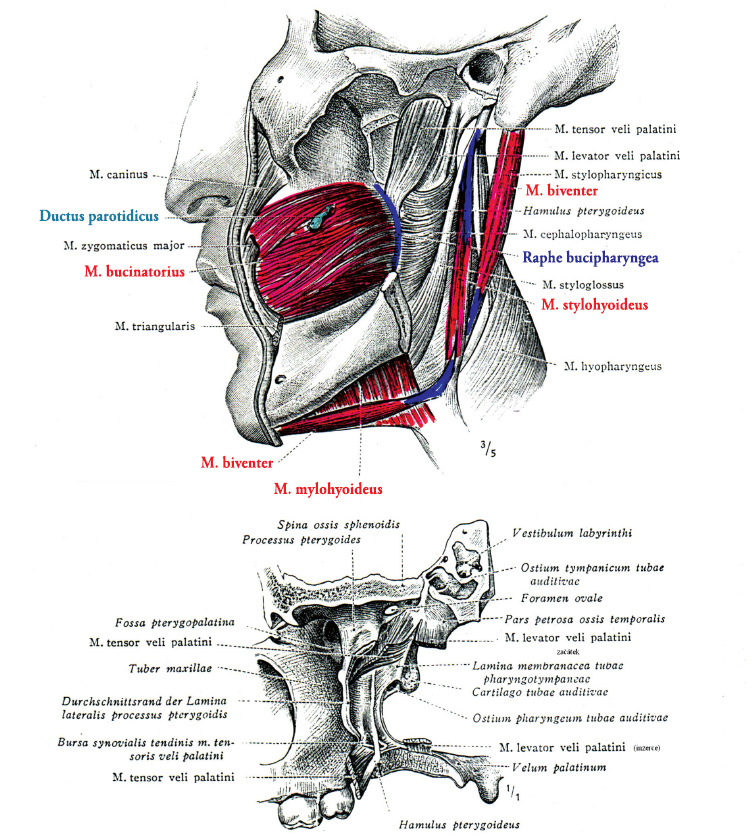 M. tensor veli palatini
M. levator veli palatini
M. caninus
M. stylopharyngicus
M. biventer
Ductus parotidicus
Hamulus pterygoideus
M. cephalopharyngeus
M. zygomaticus major
Raphe bucipharyngea
M. bucinatorius
M. styloglossus
M. stylohyoideus
M. triangularis
M. hyopharyngeus
3/5
M. biventer
M. mylohyoideus
Spina ossis sphenoidis
Processus pterygoides
Vestibulum labyrinthi
Ostium tympanicum tubae
auditivae
Foramen ovale
Fossa pterygopalatina
Pars petrosa ossis temporalis
M. tensor veli palatini
M. levator veli palatini
začátek
Tuber maxillae
Lamina membranacea tubae
pharyngotympaneae
Cartilago tubae auditivae
Durchschnittsrand der Lamina
lateralis processus pterygoidis
Ostium pharyngeum tubae auditivae
Bursa synovialis tendinis m. ten-
soris veli palatini
M. levator veli palatini (inzerce)
M. tensor veli palatini
Velum palatinum
1/1
Hamulus pterygoideus